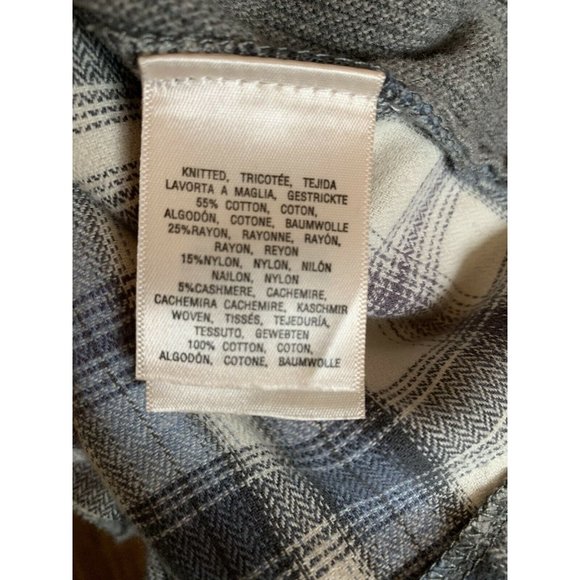 KNITTED, TRICOTÉE, TEJIDA
LAVORTA A MAGLIA, GESTRICKTE
55% COTTON, COTON,
ALGODÓN, COTONE, BAUMWOLLE
25%RAYON, RAYONNE, RAYÓN,
RAYON, REYON
15%NYLON, NYLON, NILÓN
NAILON, NYLON
5%CASHMERE, CACHEMIRE,
CACHEMIRA CACHEMIRE, KASCHMIR
WOVEN, TISSÉS, TEJEDURÍA,
TESSUTO, GEWEBTEN
100% COTTON, COTON,
ALGODÓN, COTONE, BAUMWOLLE